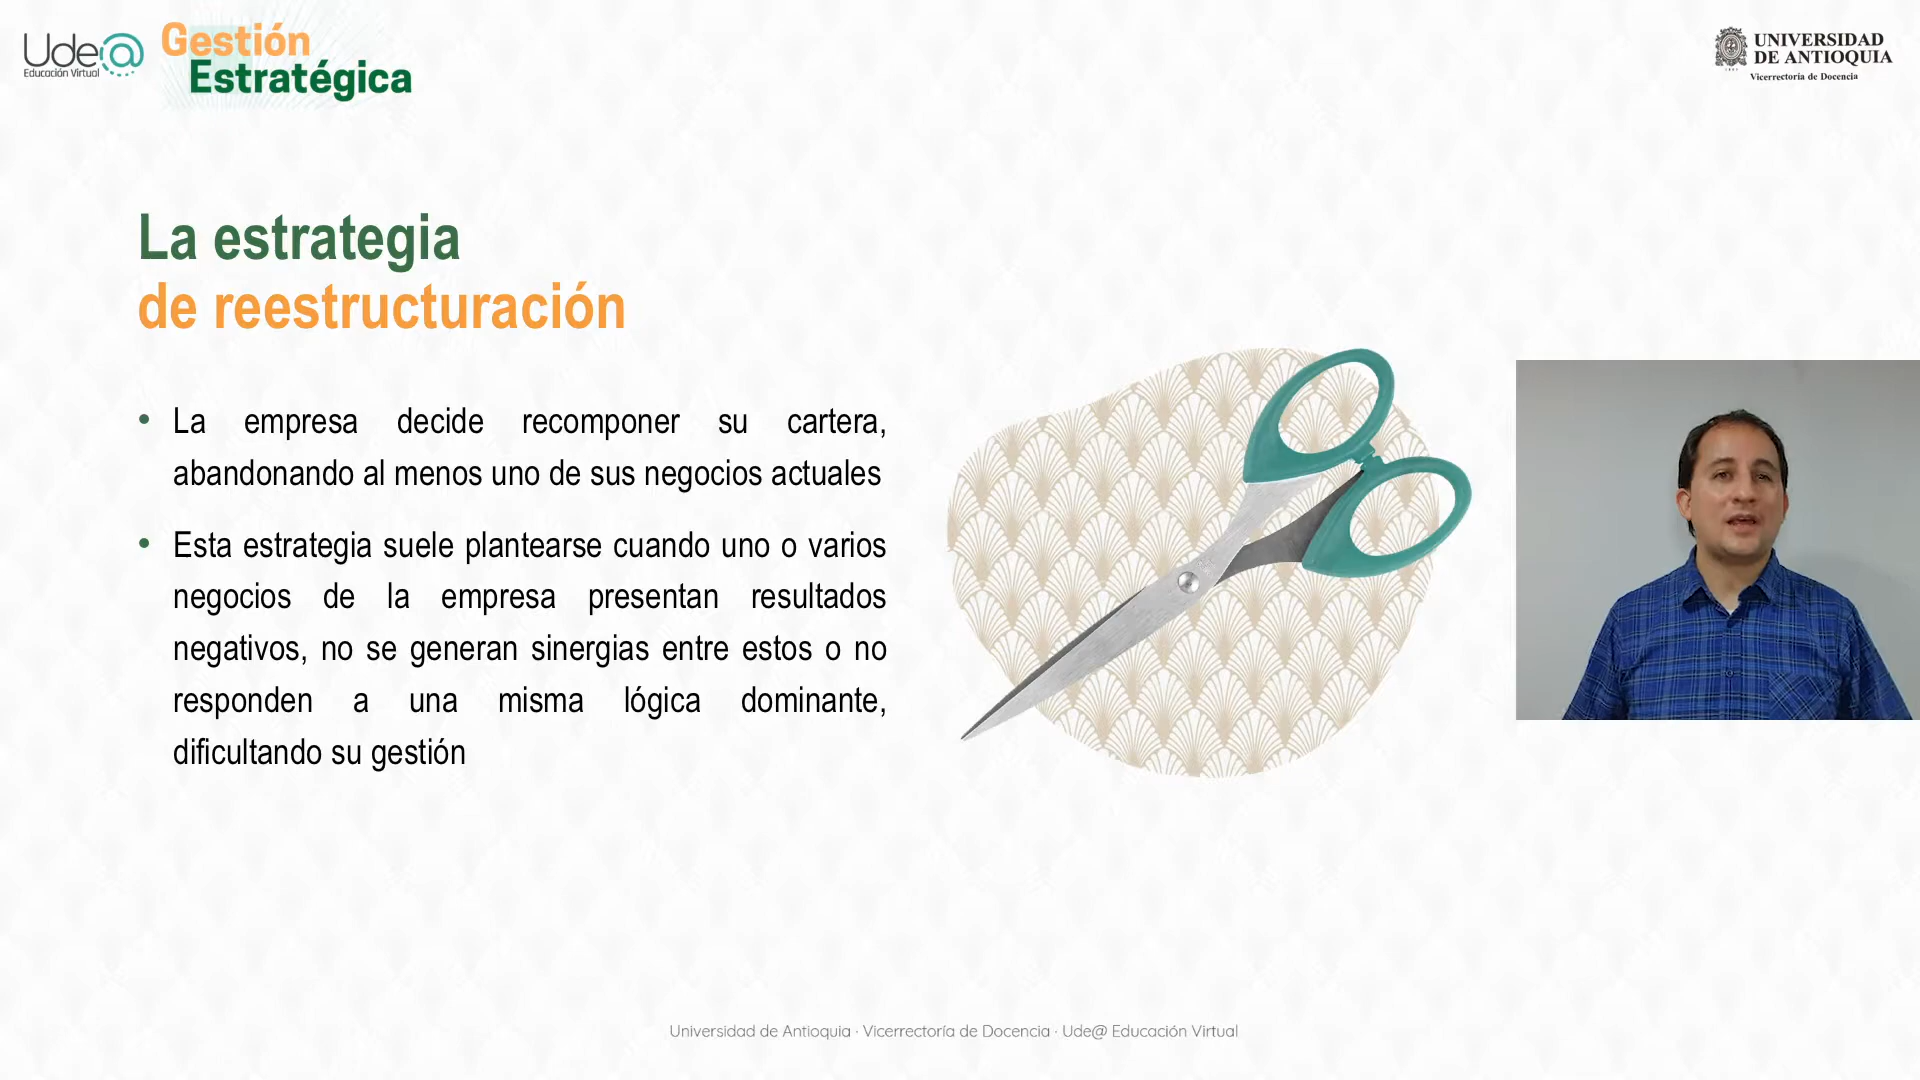 Ude@
Educación Virtual
Gestión
Estratégica
UNIVERSIDAD
DE ANTIOQUIA
Vicerrectoría de Docencia
La estrategia
de reestructuración
• La empresa decide recomponer su cartera,
abandonando al menos uno de sus negocios actuales
• Esta estrategia suele plantearse cuando uno o varios
negocios de la empresa presentan resultados
negativos, no se generan sinergias entre estos o no
responden a una misma lógica dominante,
dificultando su gestión
Universidad de Antioquia · Vicerrectoría de Docencia · Ude@ Educación Virtual